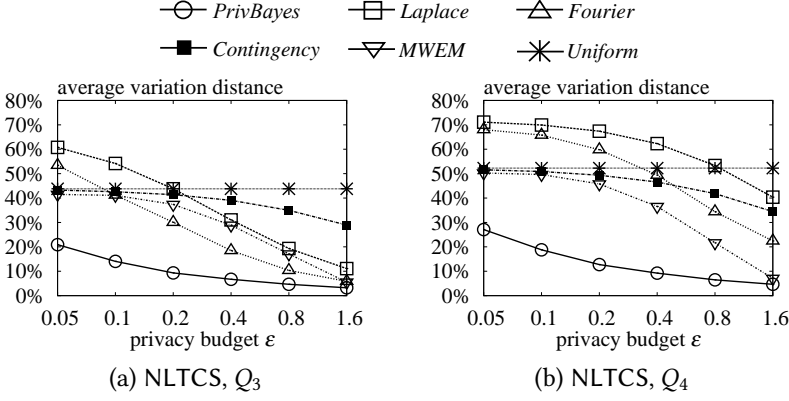 PrivBayes Laplace Fourier
Contingency MWEM Uniform
average variation distance
80%
70%
60%
50%
40%
30%
20%
10%
0%
0.05 0.1 0.2 0.4 0.8 1.6
privacy budget ε
(a) NLTCS, Q3
average variation distance
80%
70%
60%
50%
40%
30%
20%
10%
0%
0.05 0.1 0.2 0.4 0.8 1.6
privacy budget ε
(b) NLTCS, Q4